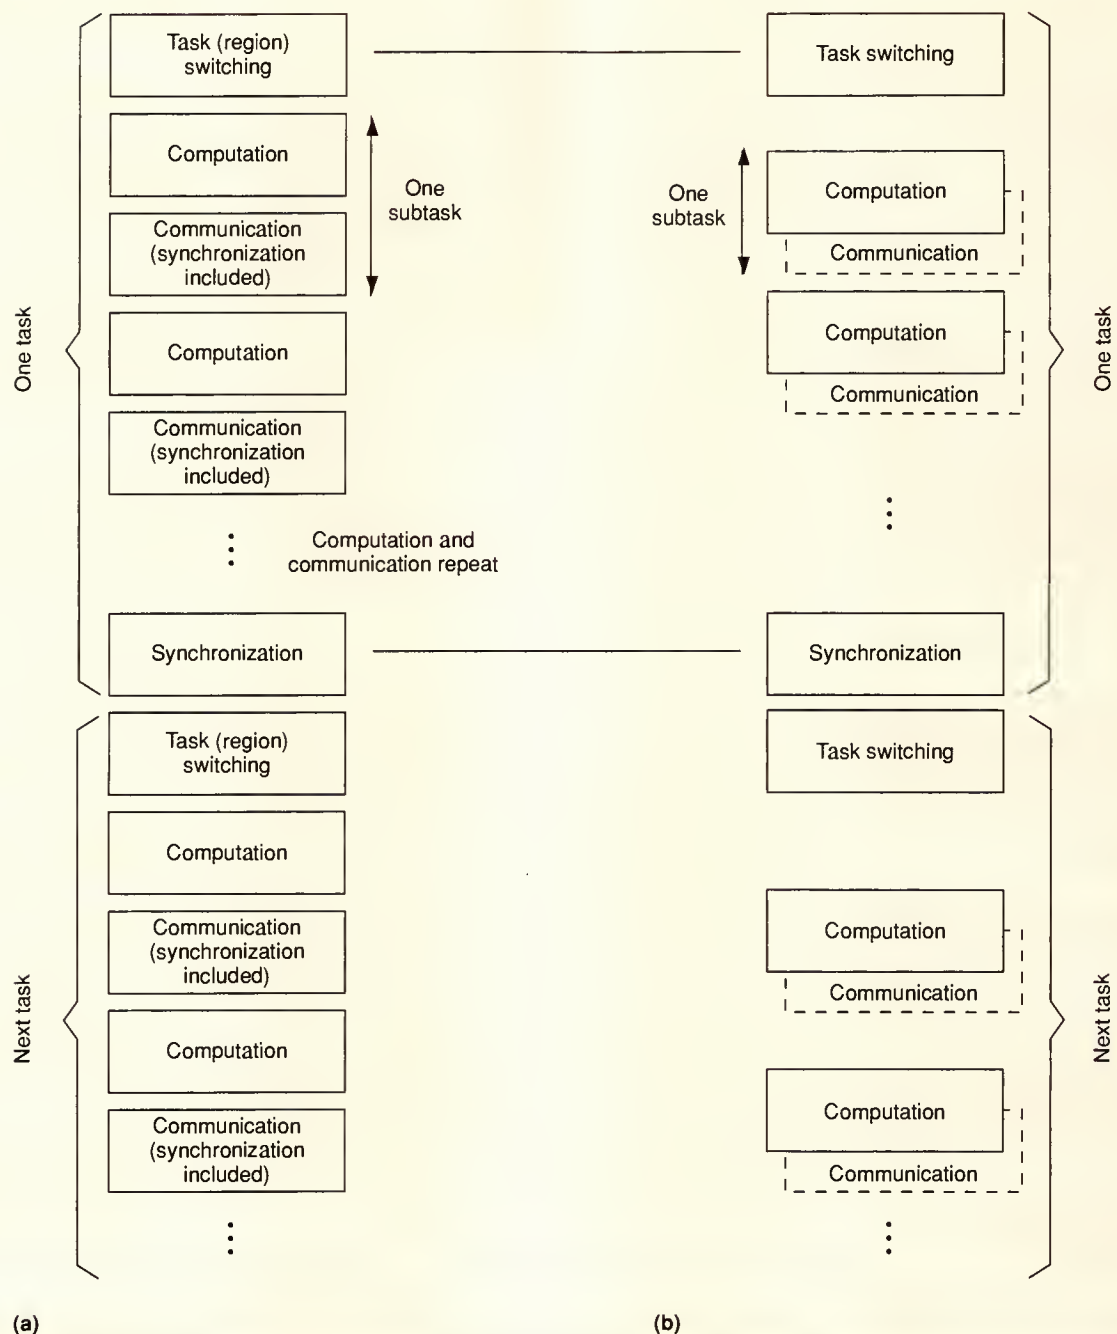 Task (region)
switching
Computation
Communication
(synchronization
included)
One
subtask
Computation
Communication
(synchronization
included)
Computation and
communication repeat
Synchronization
One task
Task (region)
switching
Computation
Communication
(synchronization
included)
Computation
Communication
(synchronization
included)
Next task
(a)
Task switching
One
subtask
Computation
Communication
Computation
Communication
Synchronization
One task
Task switching
Computation
Communication
Computation
Communication
Next task
(b)